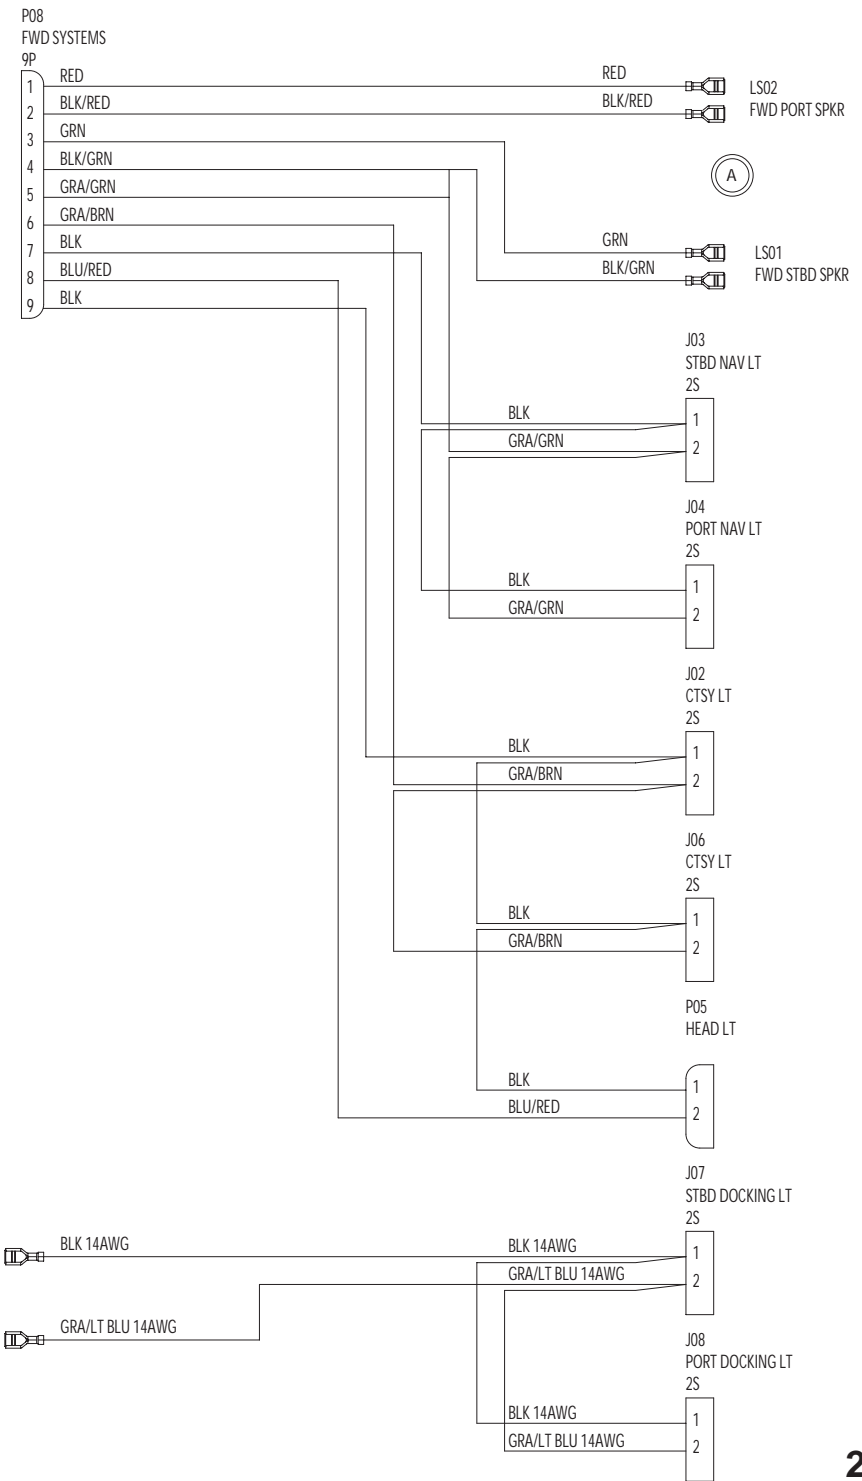 P08
FWD SYSTEMS
9P
1 RED RED
2 BLK/RED BLK/RED
LS02
FWD PORT SPKR
3 GRN
4 BLK/GRN
A
5 GRA/GRN
6 GRA/BRN
7 BLK
8 BLU/RED
9 BLK
GRN
BLK/GRN
LS01
FWD STBD SPKR
J03
STBD NAV LT
2S
BLK 1
GRA/GRN 2
J04
PORT NAV LT
2S
BLK 1
GRA/GRN 2
J02
CTSY LT
2S
BLK 1
GRA/BRN 2
J06
CTSY LT
2S
BLK 1
GRA/BRN 2
P05
HEAD LT
BLK 1
BLU/RED 2
J07
STBD DOCKING LT
2S
BLK 14AWG BLK 14AWG 1
GRA/LT BLU 14AWG 2
GRA/LT BLU 14AWG
J08
PORT DOCKING LT
2S
BLK 14AWG 1
GRA/LT BLU 14AWG 2
2